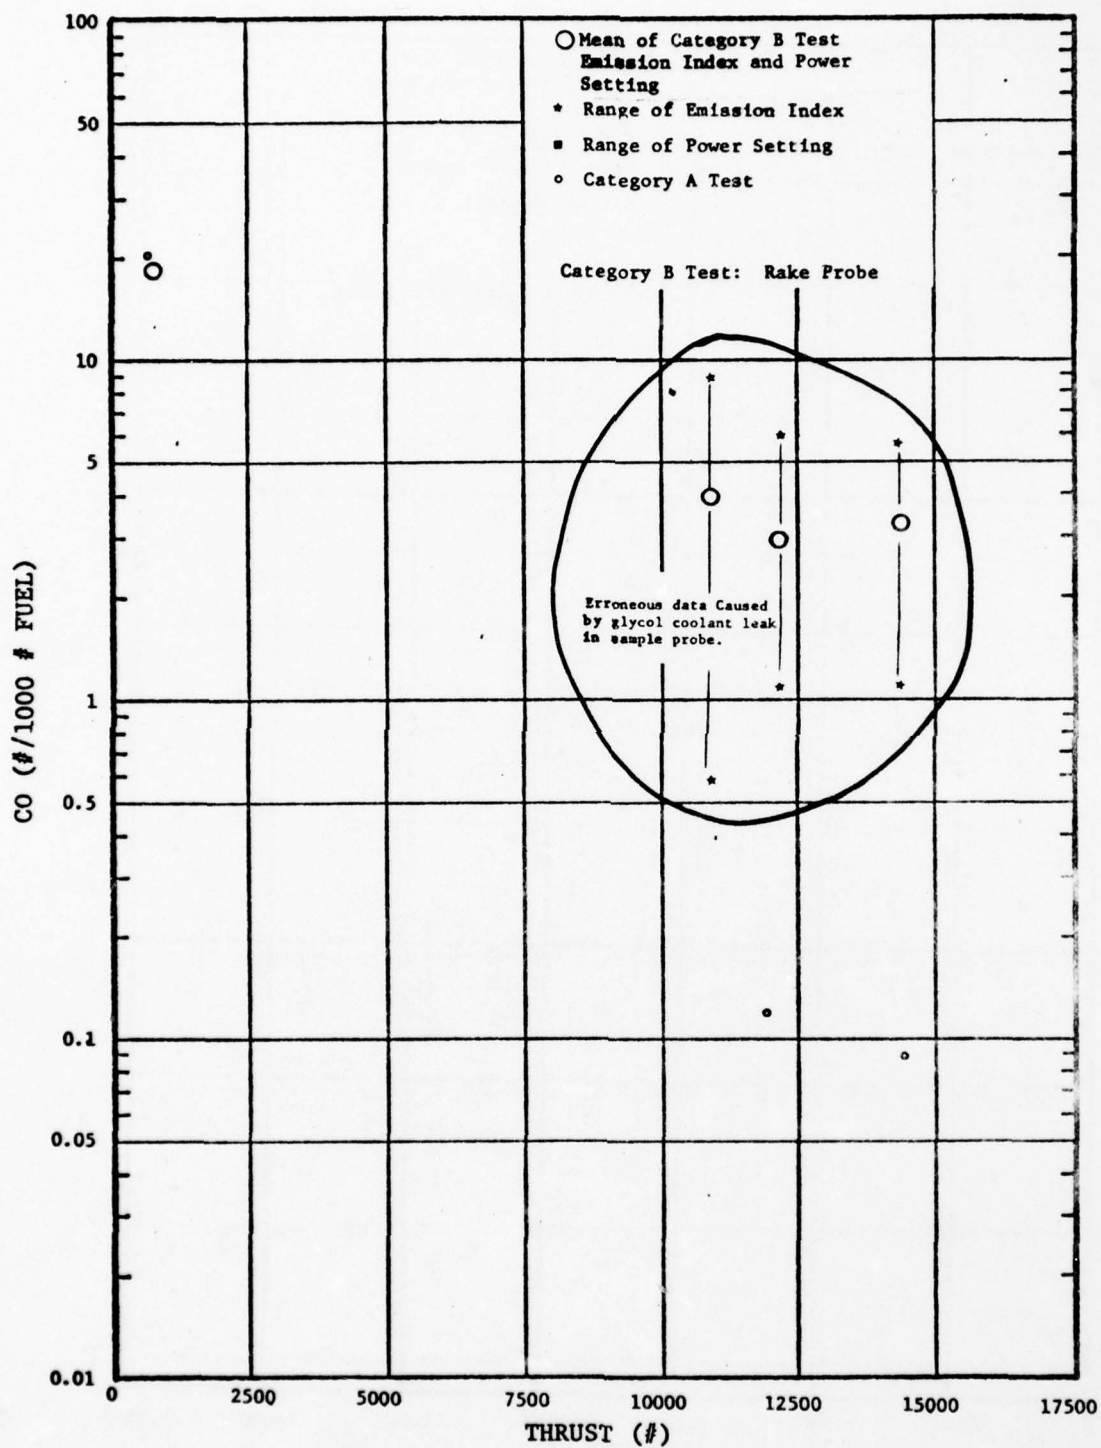 100
50
10
5
1
0.5
0.1
0.05
0.01
CO (#/1000 # FUEL)
○ Mean of Category B Test
Emission Index and Power
Setting
* Range of Emission Index
■ Range of Power Setting
o Category A Test
Category B Test: Rake Probe
Erroneous data Caused
by glycol coolant leak
in sample probe.
0 2500 5000 7500 10000 12500 15000 17500
THRUST (#)